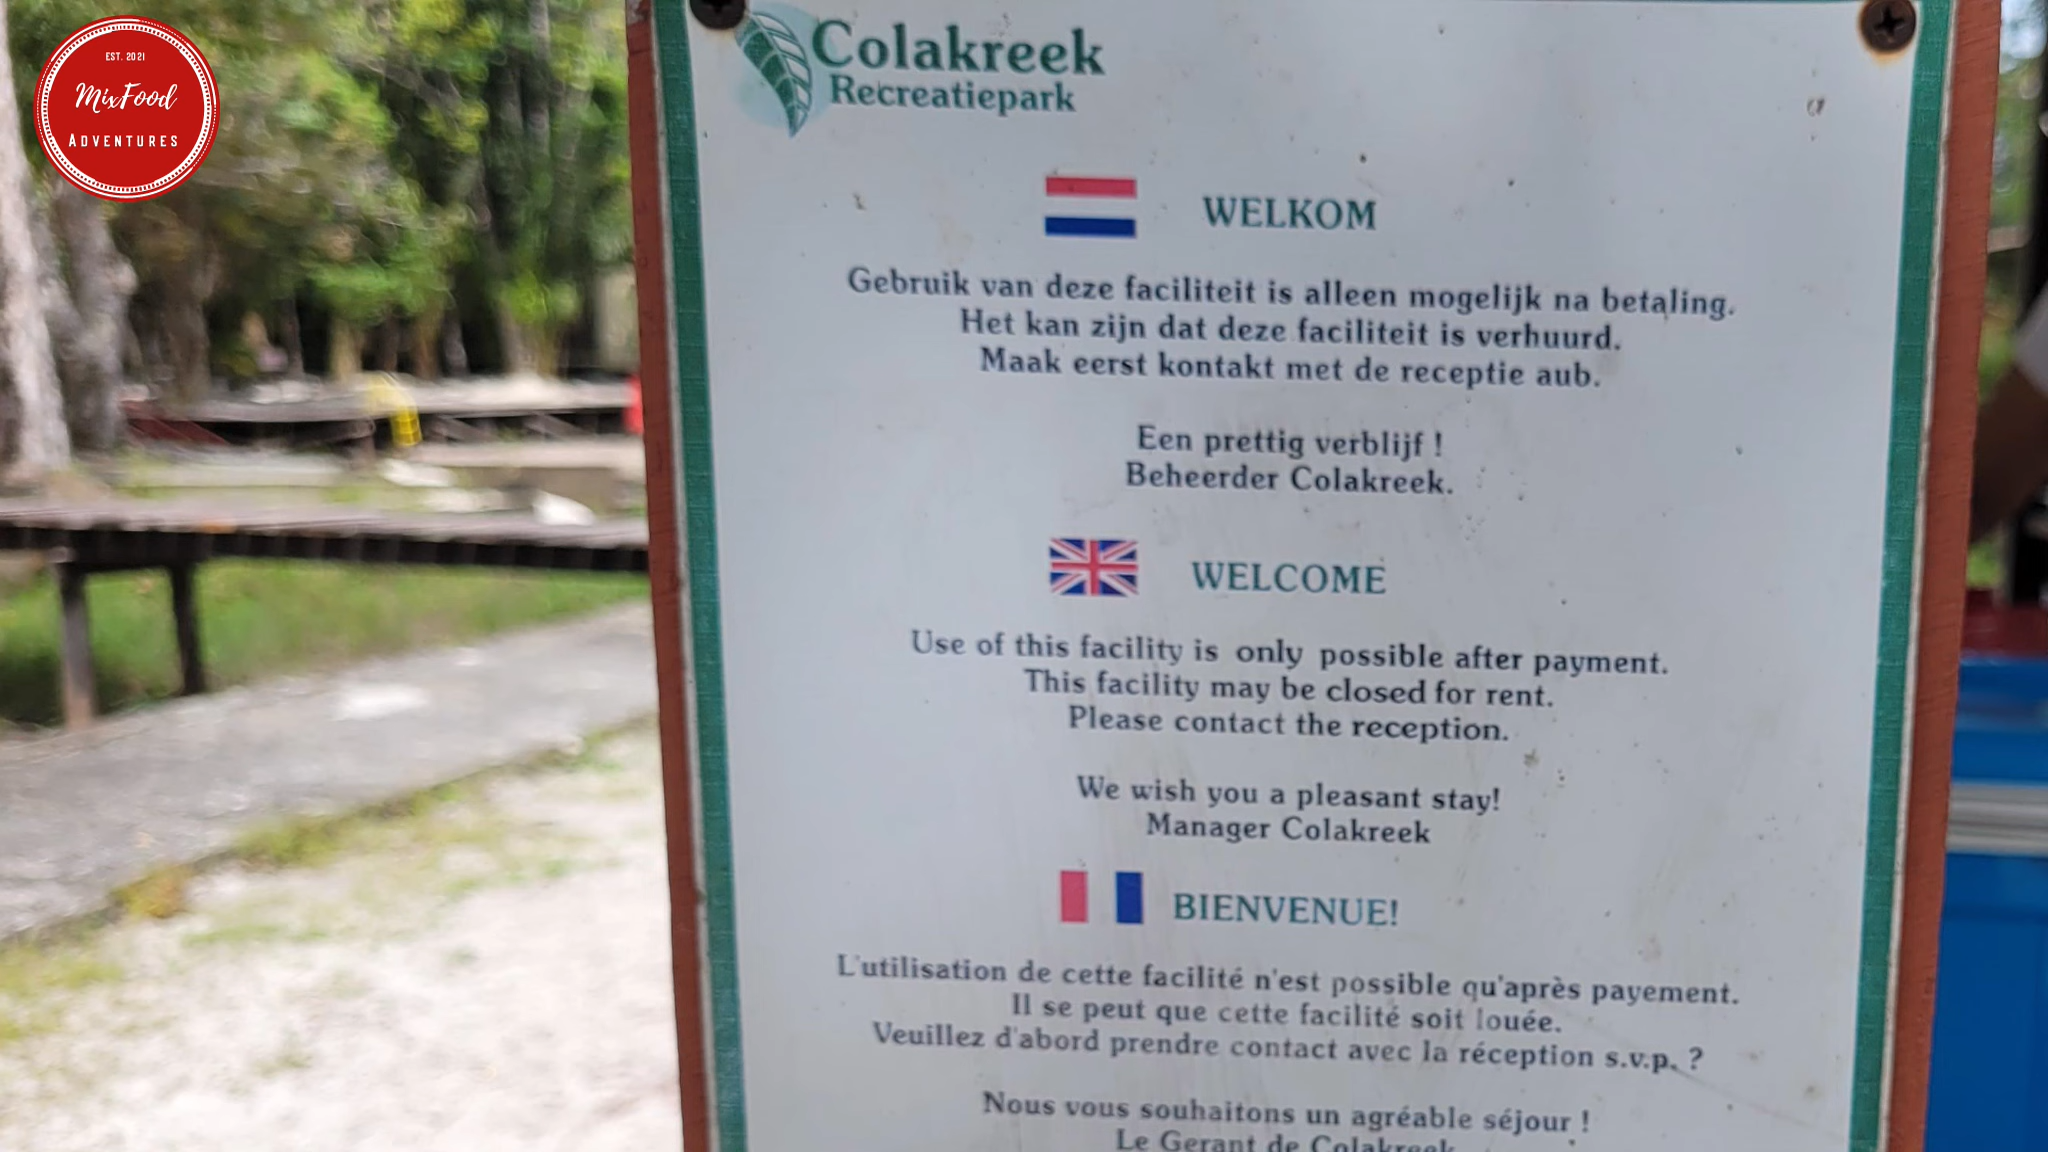 EST. 2021
MixFood
ADVENTURES
Colakreek
Recreatiepark
WELKOM
Gebruik van deze faciliteit is alleen mogelijk na betaling.
Het kan zijn dat deze faciliteit is verhuurd.
Maak eerst kontakt met de receptie aub.
Een prettig verblijf !
Beheerder Colakreek.
WELCOME
Use of this facility is only possible after payment.
This facility may be closed for rent.
Please contact the reception.
We wish you a pleasant stay!
Manager Colakreek
BIENVENUE!
L'utilisation de cette facilité n'est possible qu'après payement.
Il se peut que cette facilité soit louée.
Veuillez d'abord prendre contact avec la réception s.v.p. ?
Nous vous souhaitons un agréable séjour !
Le Gerant de Colakreek